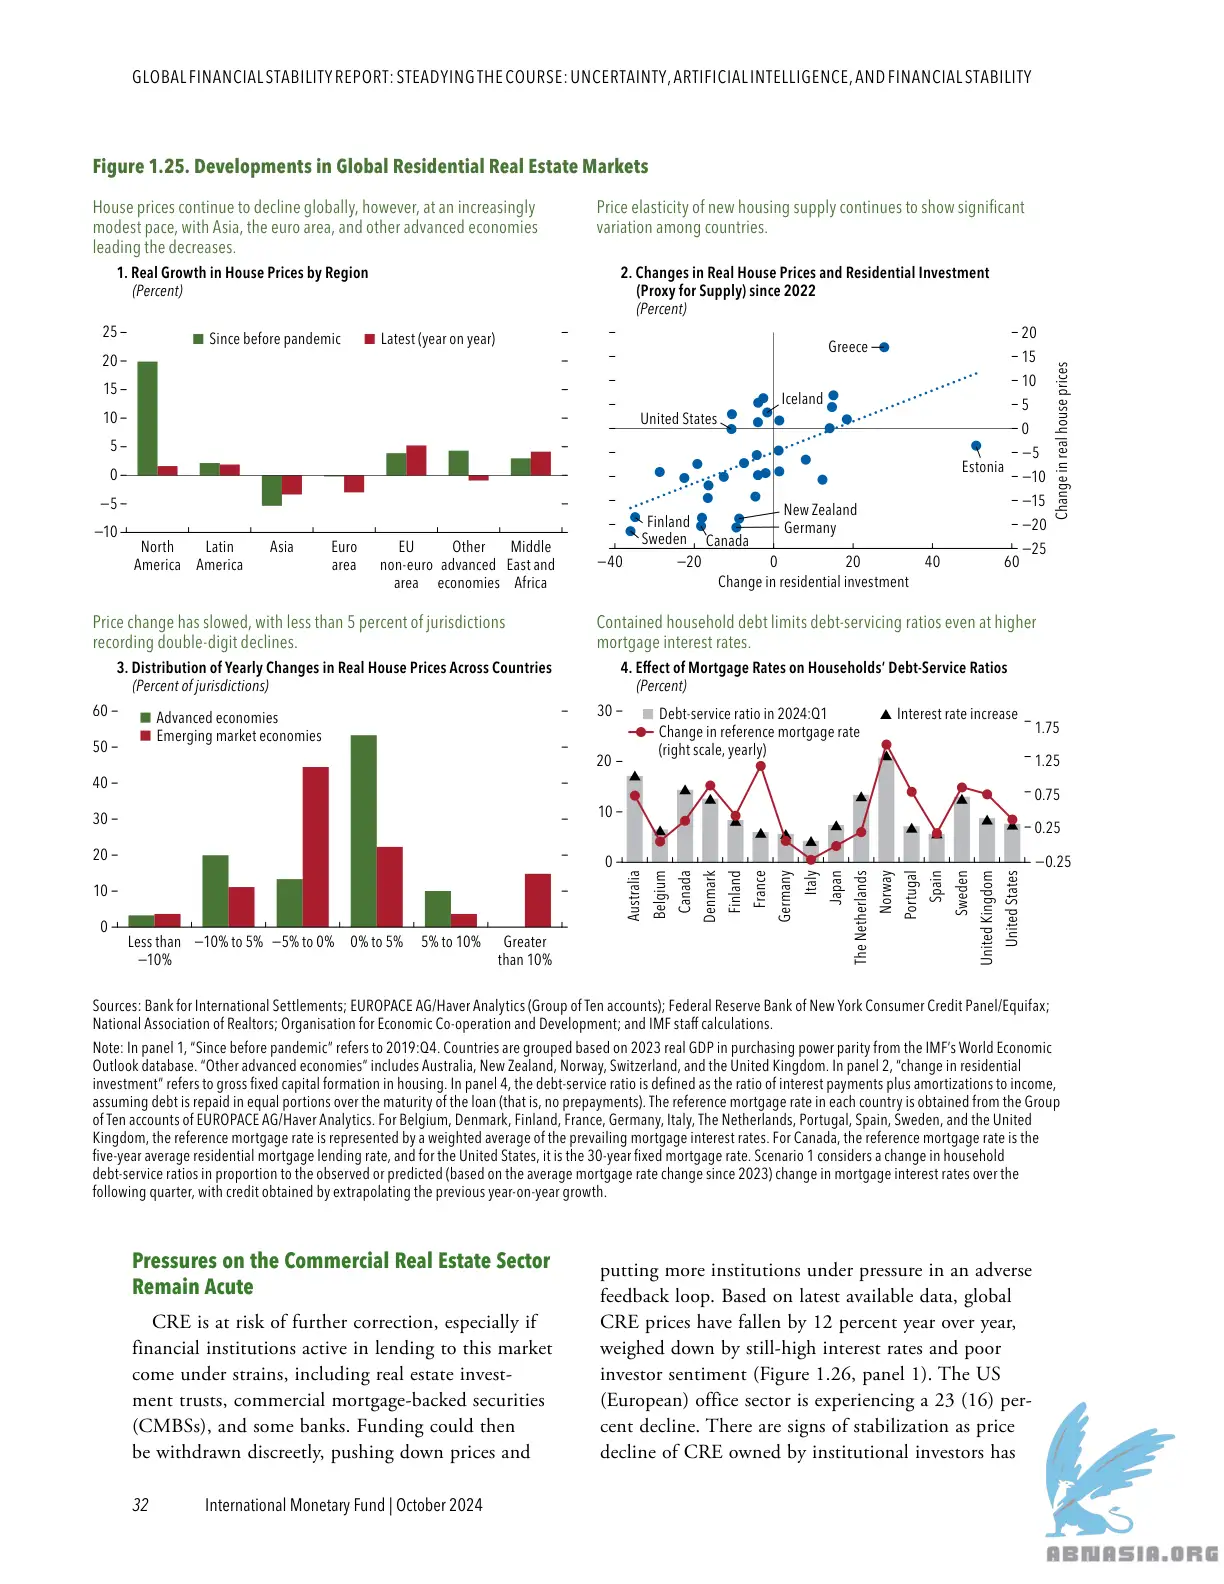 GLOBAL FINANCIAL STABILITY REPORT: STEADYING THE COURSE: UNCERTAINTY, ARTIFICIAL INTELLIGENCE, AND FINANCIAL STABILITY
Figure 1.25. Developments in Global Residential Real Estate Markets
House prices continue to decline globally, however, at an increasingly
modest pace, with Asia, the euro area, and other advanced economies
leading the decreases.
1. Real Growth in House Prices by Region
(Percent)
Since before pandemic
Latest (year on year)
25
20
15
10
5
0
−5
−10
North America
Latin America
Asia
Euro area
EU non-euro area
Other advanced economies
Middle East and Africa
Price elasticity of new housing supply continues to show significant
variation among countries.
2. Changes in Real House Prices and Residential Investment
(Proxy for Supply) since 2022
(Percent)
Greece
Iceland
United States
Estonia
New Zealand
Germany
Finland
Sweden
Canada
20
15
10
5
0
−5
−10
−15
−20
−25
Change in real house prices
−40 −20 0 20 40 60
Change in residential investment
Price change has slowed, with less than 5 percent of jurisdictions
recording double-digit declines.
3. Distribution of Yearly Changes in Real House Prices Across Countries
(Percent of jurisdictions)
Advanced economies
Emerging market economies
60
50
40
30
20
10
0
Less than −10%
−10% to 5%
−5% to 0%
0% to 5%
5% to 10%
Greater than 10%
Contained household debt limits debt-servicing ratios even at higher
mortgage interest rates.
4. Effect of Mortgage Rates on Households’ Debt-Service Ratios
(Percent)
Debt-service ratio in 2024:Q1
Interest rate increase
Change in reference mortgage rate
(right scale, yearly)
30
20
10
0
1.75
1.25
0.75
0.25
−0.25
Australia
Belgium
Canada
Denmark
Finland
France
Germany
Italy
Japan
The Netherlands
Norway
Portugal
Spain
Sweden
United Kingdom
United States
Sources: Bank for International Settlements; EUROPACE AG/Haver Analytics (Group of Ten accounts); Federal Reserve Bank of New York Consumer Credit Panel/Equifax;
National Association of Realtors; Organisation for Economic Co-operation and Development; and IMF staff calculations.
Note: In panel 1, “Since before pandemic” refers to 2019:Q4. Countries are grouped based on 2023 real GDP in purchasing power parity from the IMF’s World Economic
Outlook database. “Other advanced economies” includes Australia, New Zealand, Norway, Switzerland, and the United Kingdom. In panel 2, “change in residential
investment” refers to gross fixed capital formation in housing. In panel 4, the debt-service ratio is defined as the ratio of interest payments plus amortizations to income,
assuming debt is repaid in equal portions over the maturity of the loan (that is, no prepayments). The reference mortgage rate in each country is obtained from the Group
of Ten accounts of EUROPACE AG/Haver Analytics. For Belgium, Denmark, Finland, France, Germany, Italy, The Netherlands, Portugal, Spain, Sweden, and the United
Kingdom, the reference mortgage rate is represented by a weighted average of the prevailing mortgage interest rates. For Canada, the reference mortgage rate is the
five-year average residential mortgage lending rate, and for the United States, it is the 30-year fixed mortgage rate. Scenario 1 considers a change in household
debt-service ratios in proportion to the observed or predicted (based on the average mortgage rate change since 2023) change in mortgage interest rates over the
following quarter, with credit obtained by extrapolating the previous year-on-year growth.
Pressures on the Commercial Real Estate Sector
Remain Acute
CRE is at risk of further correction, especially if
financial institutions active in lending to this market
come under strains, including real estate invest-
ment trusts, commercial mortgage-backed securities
(CMBSs), and some banks. Funding could then
be withdrawn discreetly, pushing down prices and
putting more institutions under pressure in an adverse
feedback loop. Based on latest available data, global
CRE prices have fallen by 12 percent year over year,
weighed down by still-high interest rates and poor
investor sentiment (Figure 1.26, panel 1). The US
(European) office sector is experiencing a 23 (16) per-
cent decline. There are signs of stabilization as price
decline of CRE owned by institutional investors has
32 International Monetary Fund | October 2024
ABNASIA.ORG